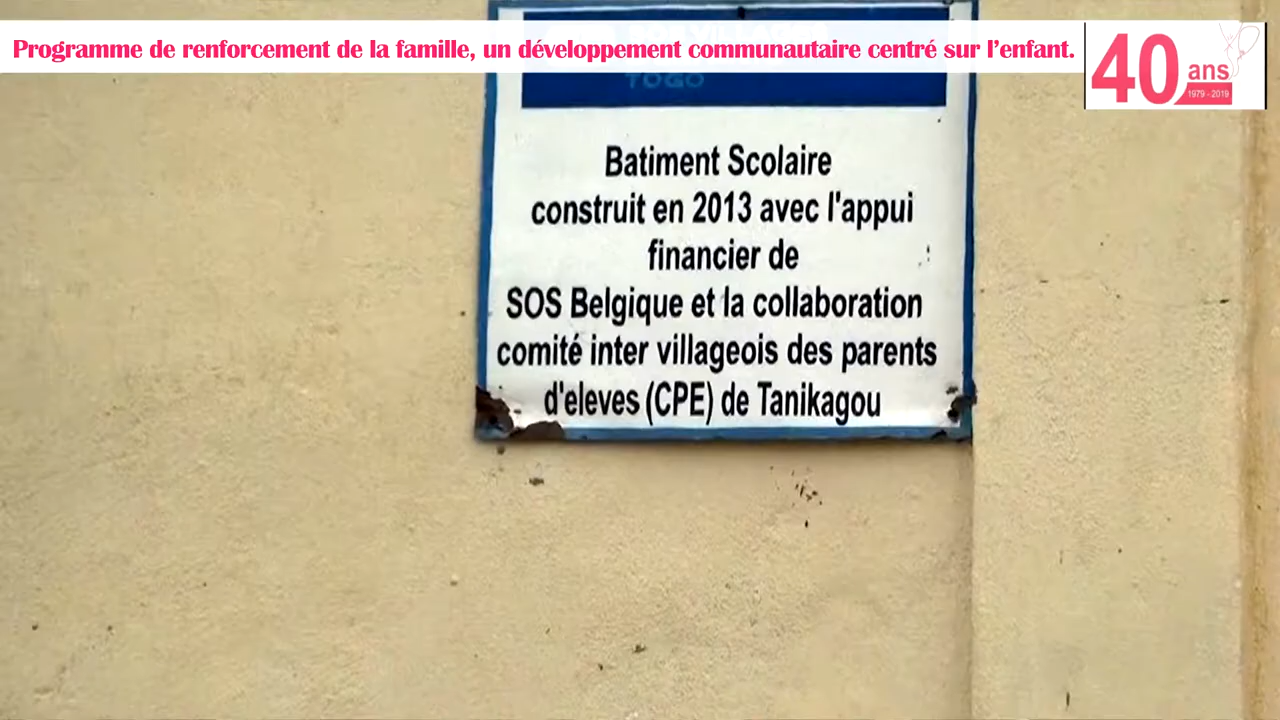 Programme de renforcement de la famille, un développement communautaire centré sur l'enfant.
40 ans
1979 - 2019
TOGO
Batiment Scolaire
construit en 2013 avec l'appui
financier de
SOS Belgique et la collaboration
comité inter villageois des parents
d'eleves (CPE) de Tanikagou